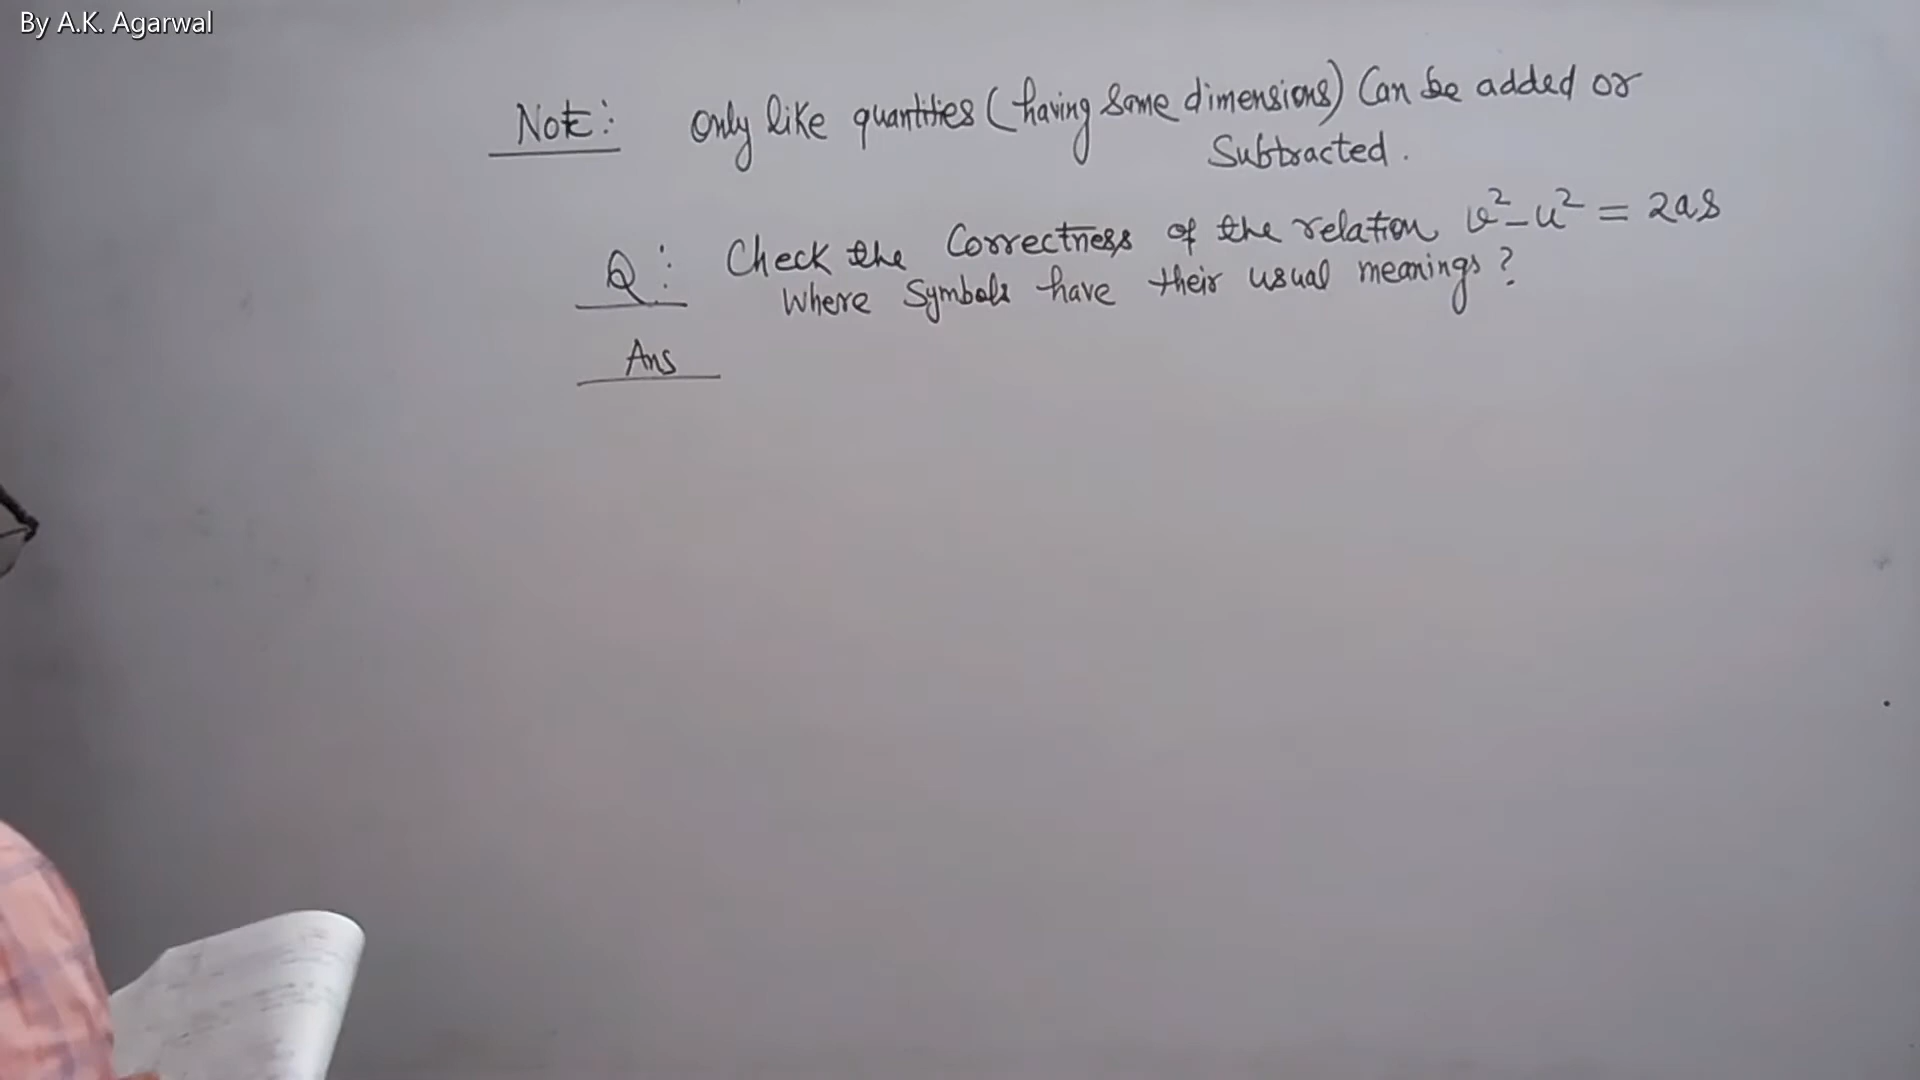 By A.K. Agarwal
Note: Only like quantities (having same dimensions) Can be added or
Subtracted.
Q: Check the Correctness of the relation v²-u² = 2as
Where Symbols have their usual meanings?
Ans